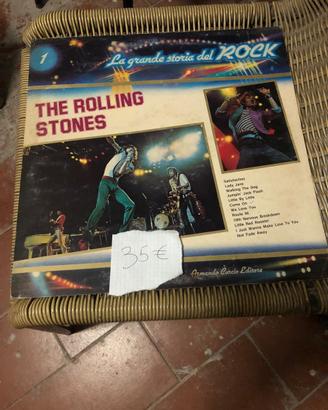 1
La grande storia del ROCK
THE ROLLING
STONES
Satisfaction
Lady Jane
Walking The Dog
Jumpin' Jack Flash
Little By Little
Come On
We Love You
Route 66
19th Nervous Breakdown
Little Red Rooster
I Just Wanna Make Love To You
Not Fade Away
35€
Armando Curcio Editore